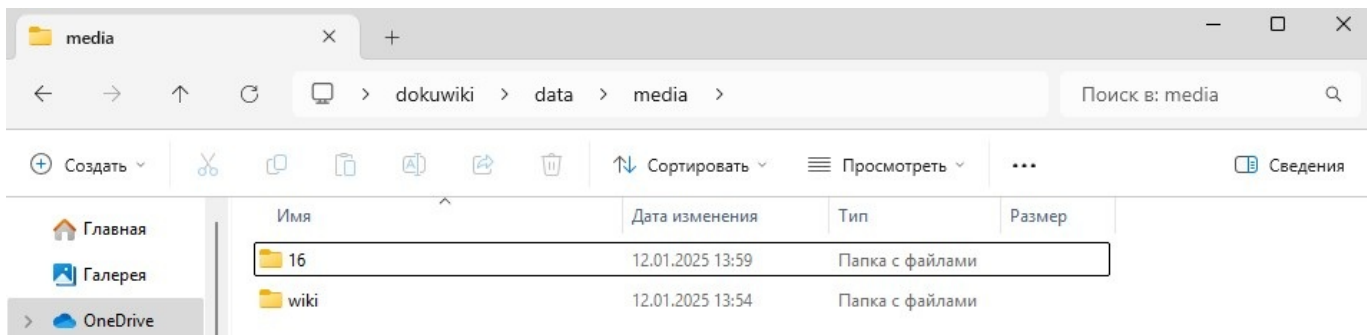 media
dokuwiki > data > media > Поиск в: media
Создать Сортировать Просмотреть ... Сведения
Имя Дата изменения Тип Размер
Главная
16 12.01.2025 13:59 Папка с файлами
Галерея
wiki 12.01.2025 13:54 Папка с файлами
OneDrive